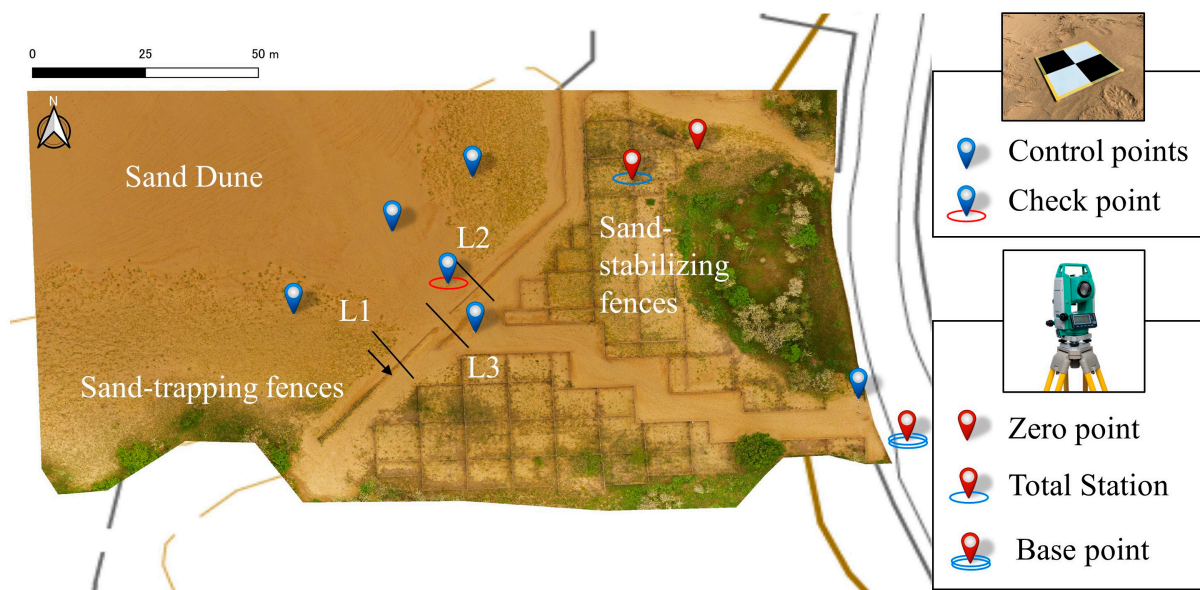 0 25 50 m
N
Sand Dune
L2
Sand-
stabilizing
fences
L1
L3
Sand-trapping fences
Control points
Check point
Zero point
Total Station
Base point